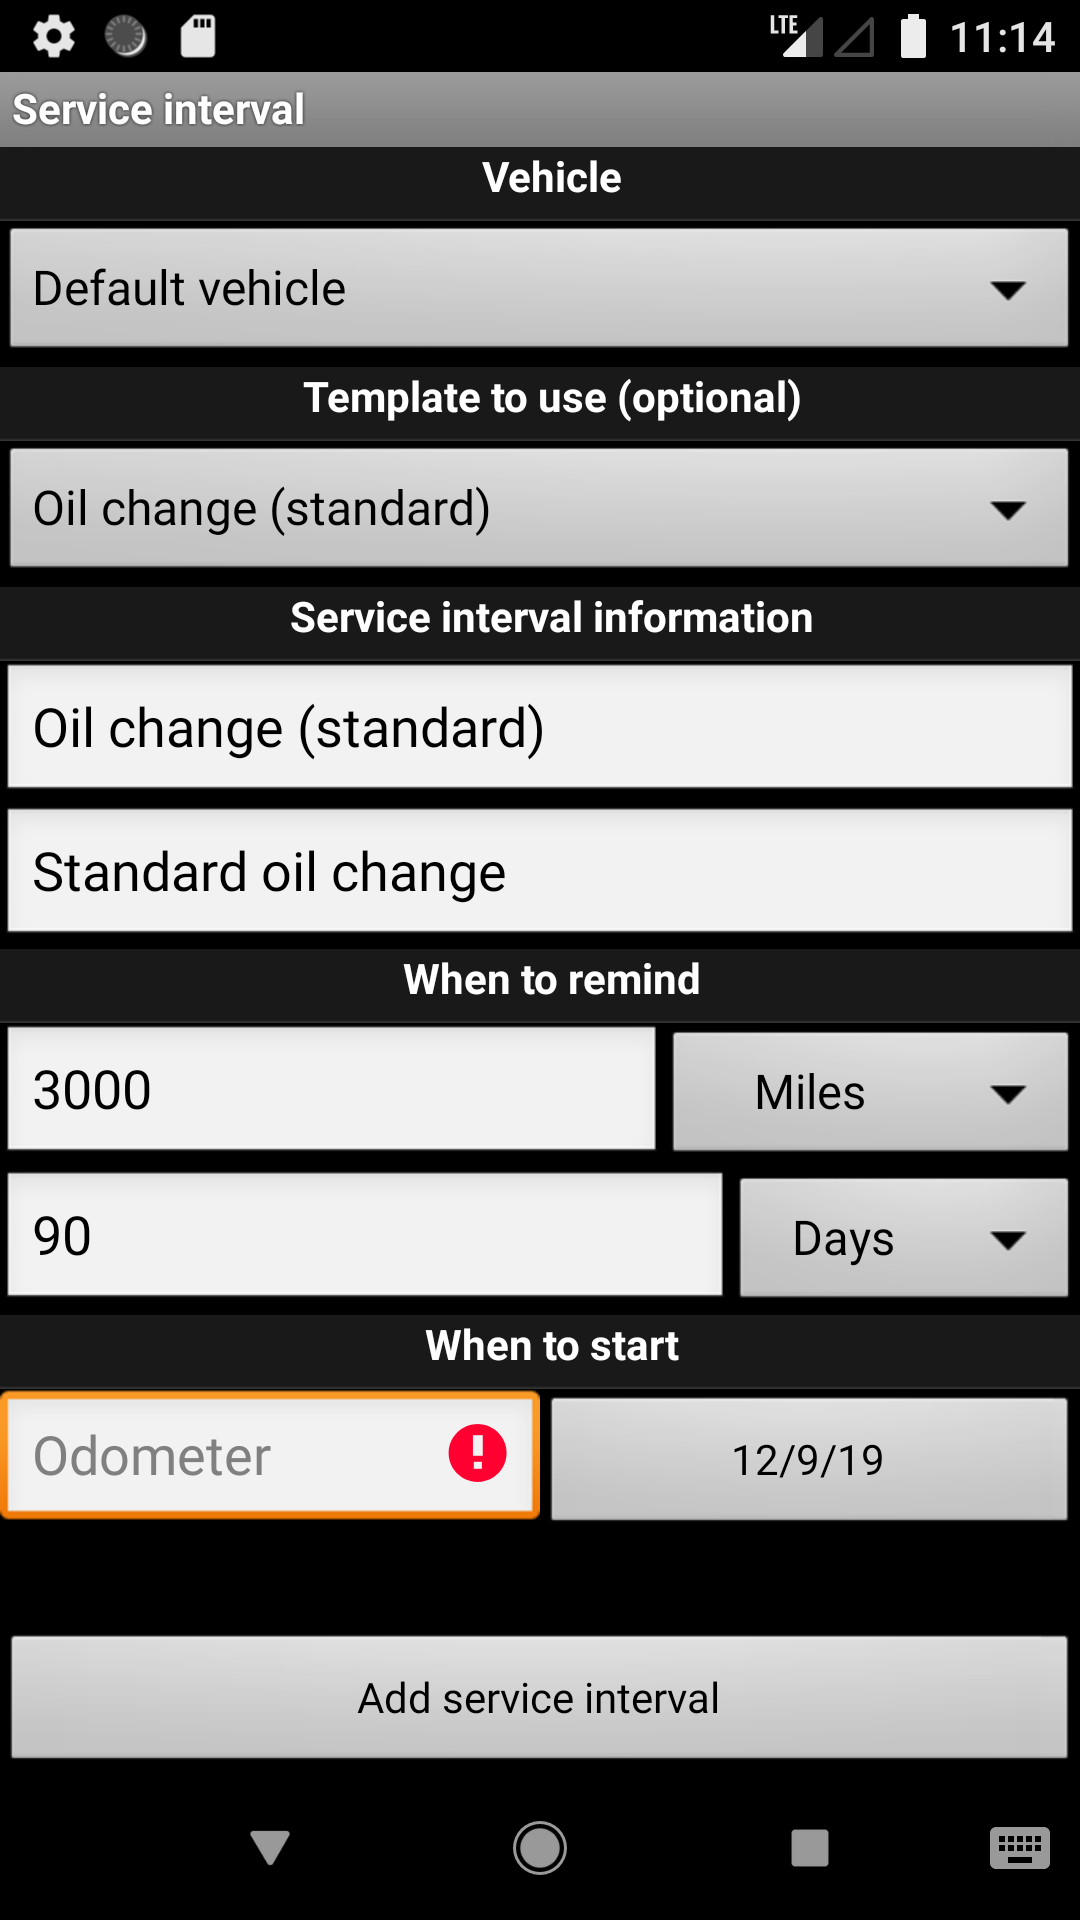 LTE 11:14
Service interval
Vehicle
Default vehicle
Template to use (optional)
Oil change (standard)
Service interval information
Oil change (standard)
Standard oil change
When to remind
3000 Miles
90 Days
When to start
Odometer 12/9/19
Add service interval